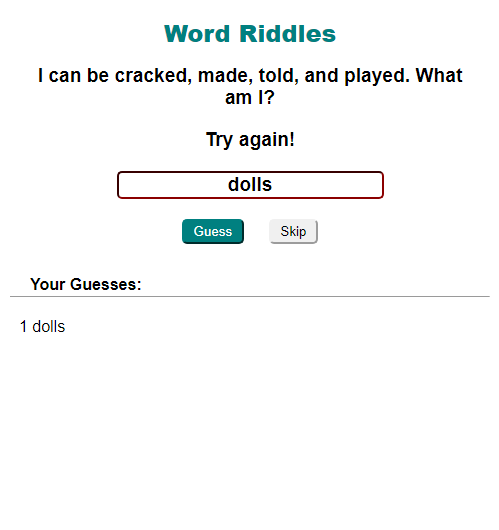 Word Riddles
I can be cracked, made, told, and played. What
am I?
Try again!
dolls
Guess Skip
Your Guesses:
1 dolls